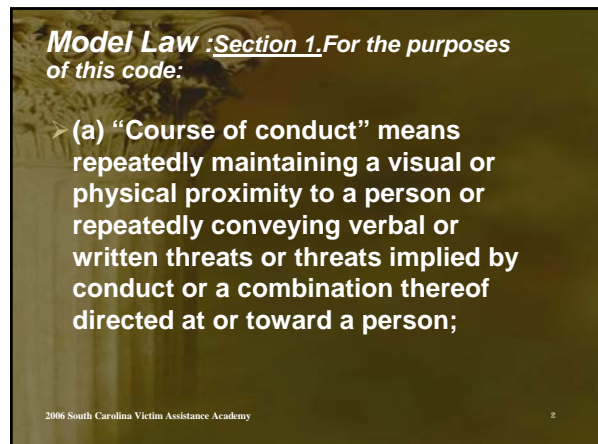 Model Law :Section 1.For the purposes
of this code:
➢(a) “Course of conduct” means
repeatedly maintaining a visual or
physical proximity to a person or
repeatedly conveying verbal or
written threats or threats implied by
conduct or a combination thereof
directed at or toward a person;
2006 South Carolina Victim Assistance Academy 2